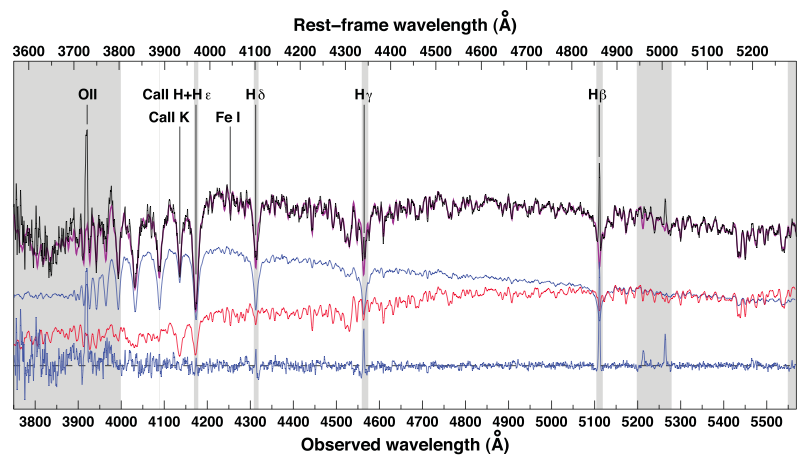 Rest–frame wavelength (Å)
3600 3700 3800 3900 4000 4100 4200 4300 4400 4500 4600 4700 4800 4900 5000 5100 5200
OII CaII H+H ε H δ H γ H β
CaII K Fe I
3800 3900 4000 4100 4200 4300 4400 4500 4600 4700 4800 4900 5000 5100 5200 5300 5400 5500
Observed wavelength (Å)